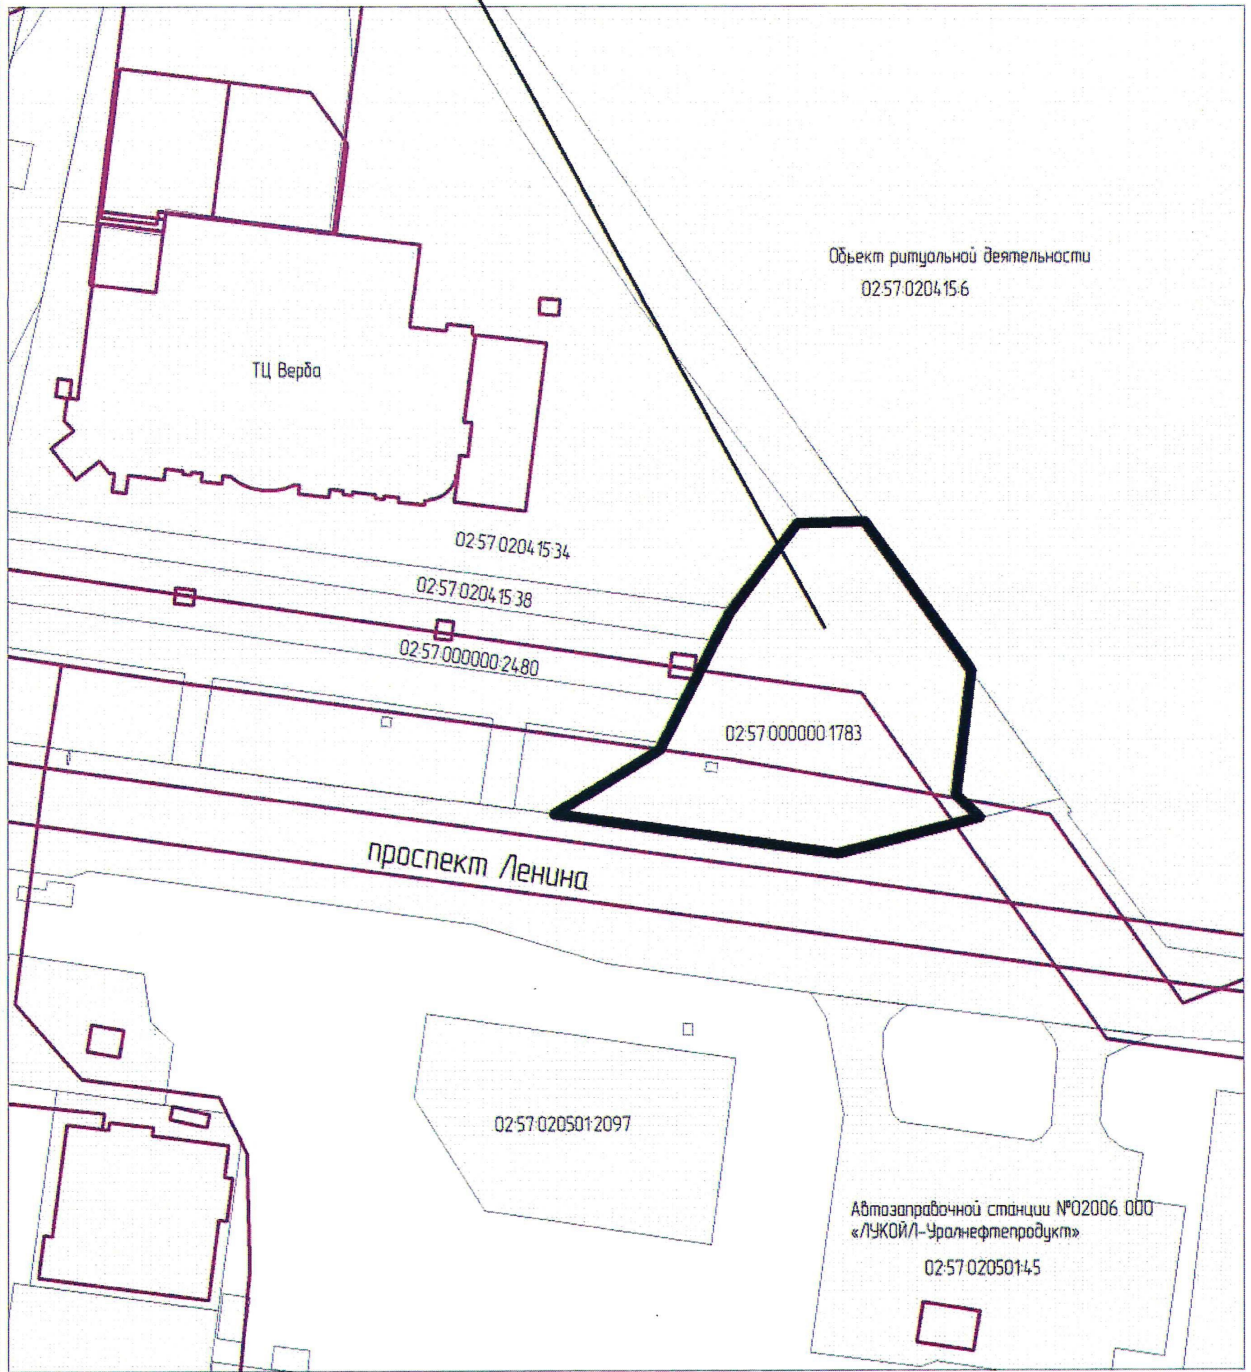 Объект ритуальной деятельности
02:57:020415:6
ТЦ Верба
02:57:020415:34
02:57:020415:38
02:57:000000:2480
02:57:000000:1783
проспект Ленина
02:57:020501:2097
Автозаправочной станции №02006 ООО
«ЛУКОЙЛ-Уралнефтепродукт»
02:57:020501:45